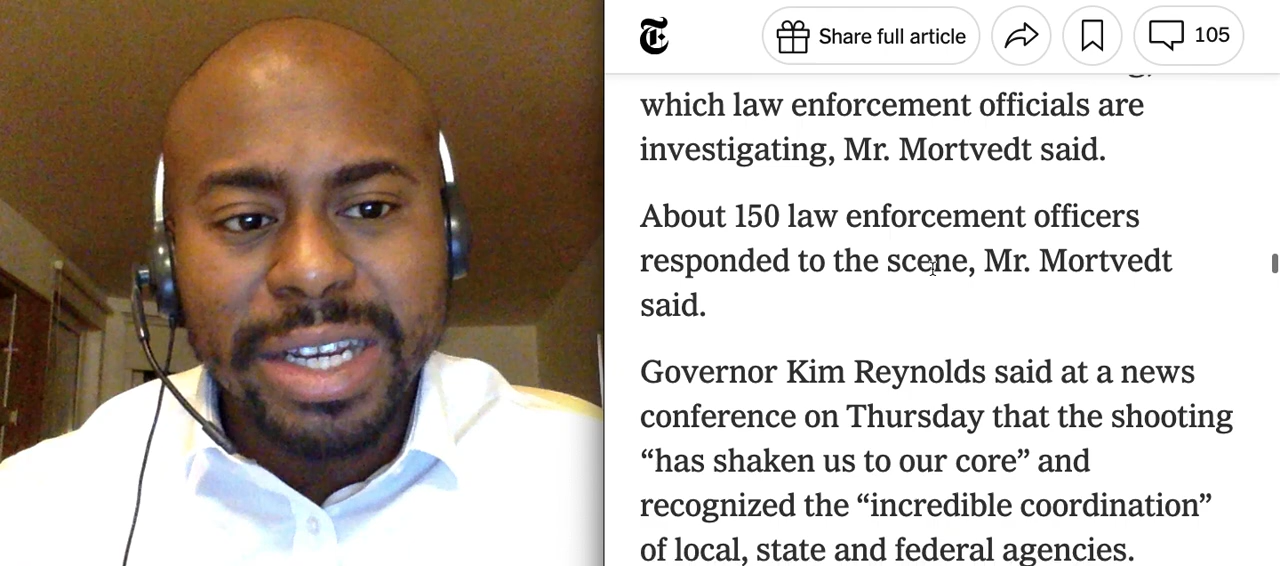 Share full article
105
which law enforcement officials are
investigating, Mr. Mortvedt said.
About 150 law enforcement officers
responded to the scene, Mr. Mortvedt
said.
Governor Kim Reynolds said at a news
conference on Thursday that the shooting
“has shaken us to our core” and
recognized the “incredible coordination”
of local, state and federal agencies.